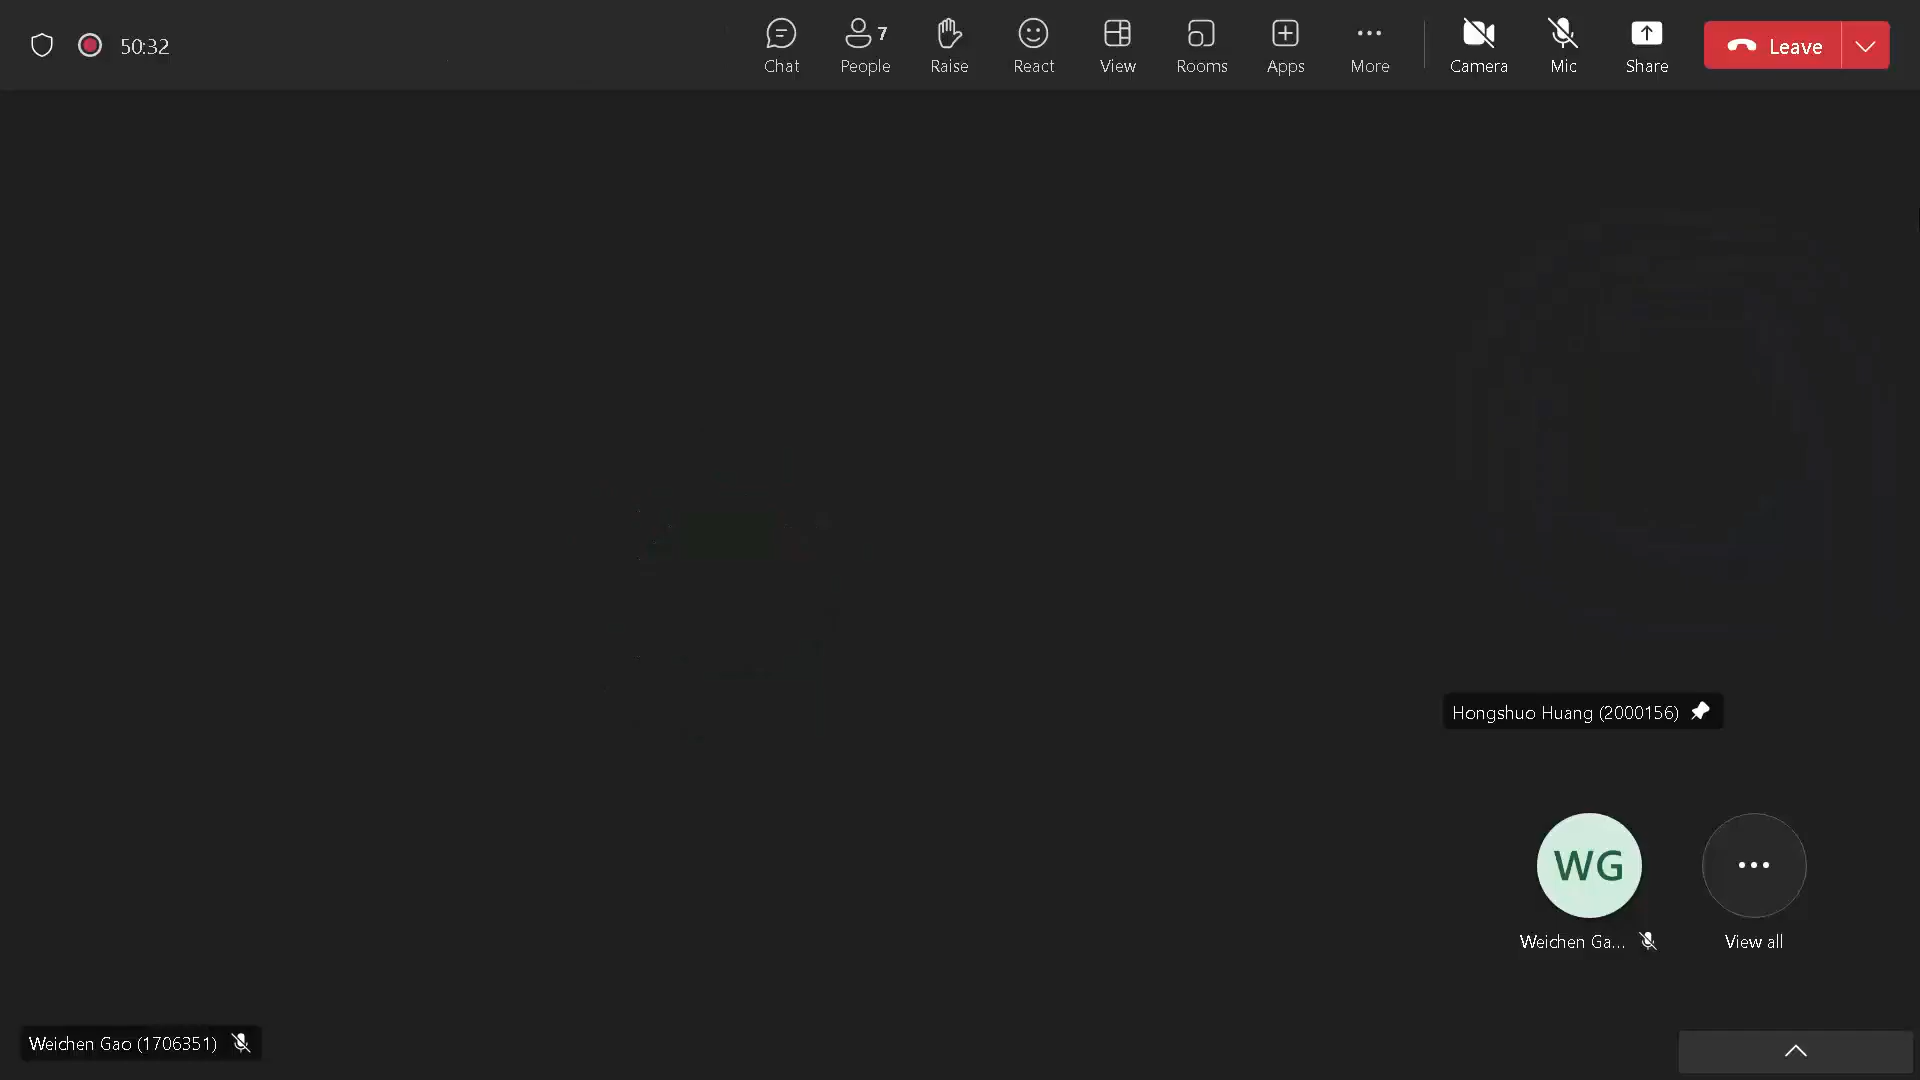 50:32
Chat
People 7
Raise
React
View
Rooms
Apps
More
Camera
Mic
Share
Leave
Hongshuo Huang (2000156)
WG
Weichen Ga...
View all
Weichen Gao (1706351)